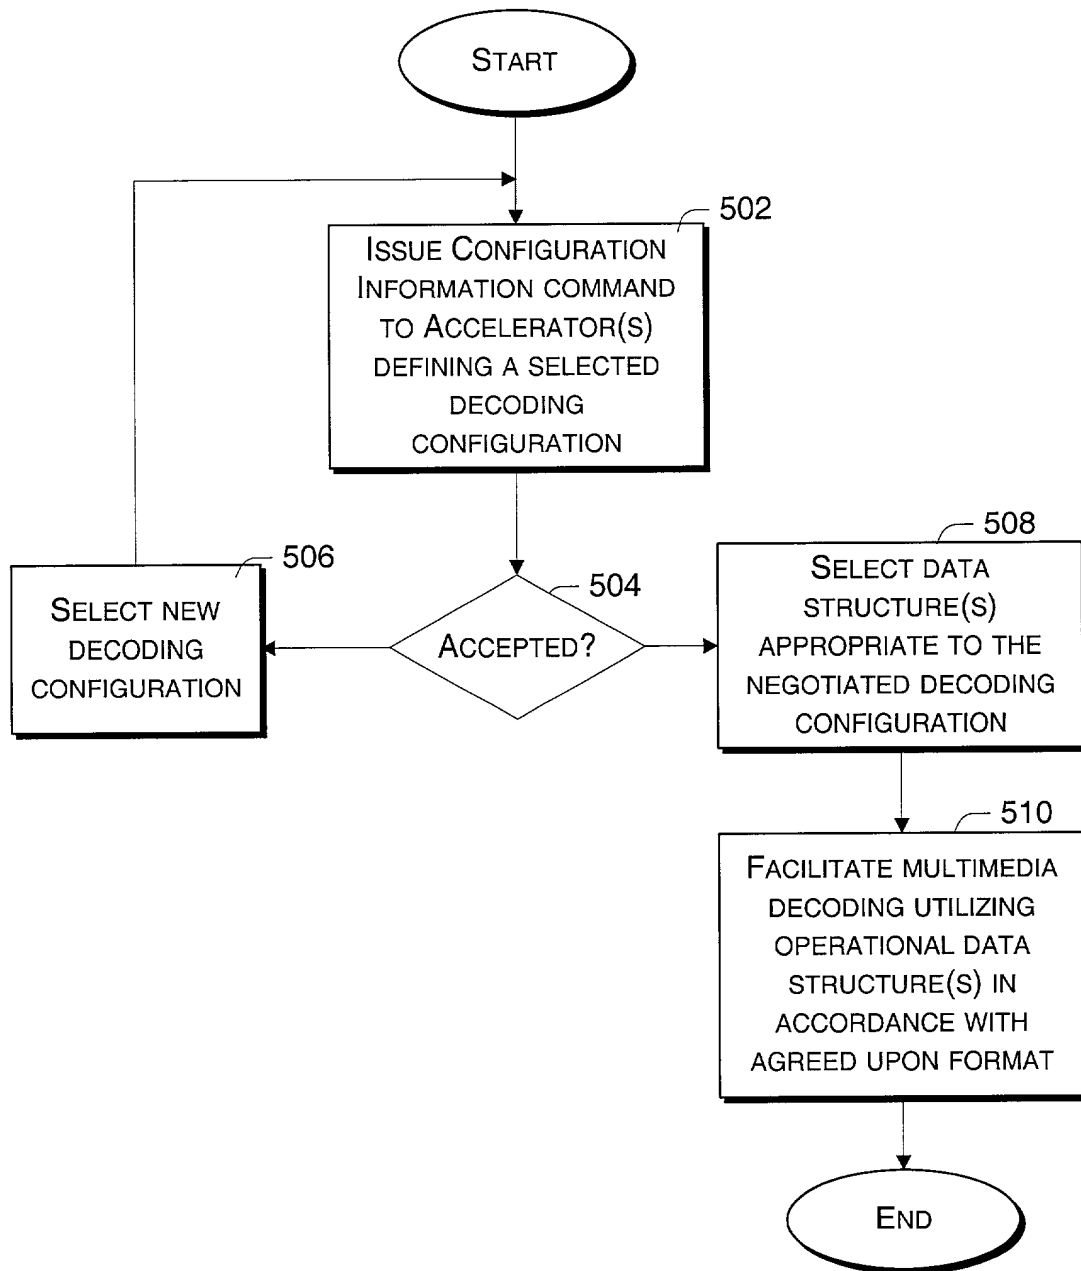 START
502
ISSUE CONFIGURATION
INFORMATION COMMAND
TO ACCELERATOR(S)
DEFINING A SELECTED
DECODING
CONFIGURATION
506
SELECT NEW
DECODING
CONFIGURATION
504
ACCEPTED?
508
SELECT DATA
STRUCTURE(S)
APPROPRIATE TO THE
NEGOTIATED DECODING
CONFIGURATION
510
FACILITATE MULTIMEDIA
DECODING UTILIZING
OPERATIONAL DATA
STRUCTURE(S) IN
ACCORDANCE WITH
AGREED UPON FORMAT
END